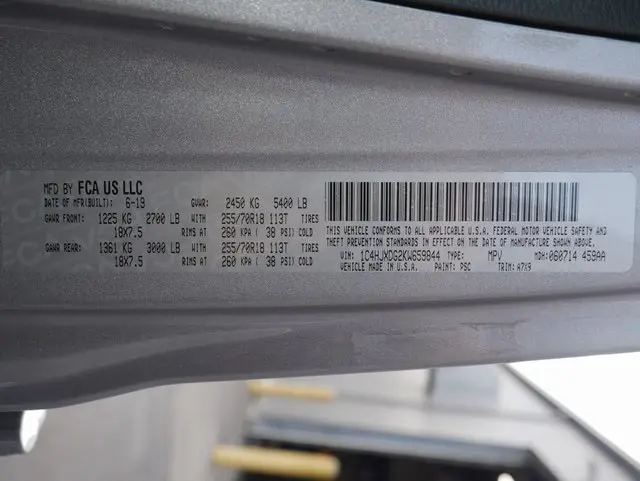 MFD BY FCA US LLC
DATE OF MFR(BUILT): 6-19 GVWR: 2450 KG 5400 LB
GAWR FRONT: 1225 KG 2700 LB WITH 255/70R18 113T TIRES
18X7.5 RIMS AT 260 KPA ( 38 PSI) COLD
GAWR REAR: 1361 KG 3000 LB WITH 255/70R18 113T TIRES
18X7.5 RIMS AT 260 KPA ( 38 PSI) COLD
THIS VEHICLE CONFORMS TO ALL APPLICABLE U.S.A. FEDERAL MOTOR VEHICLE SAFETY AND
THEFT PREVENTION STANDARDS IN EFFECT ON THE DATE OF MANUFACTURE SHOWN ABOVE.
VIN: 1C4HJXDG2KW659844 TYPE: MPV MDH: 060714 459AA
VEHICLE MADE IN U.S.A. PAINT: PSC TRIM: A7X9